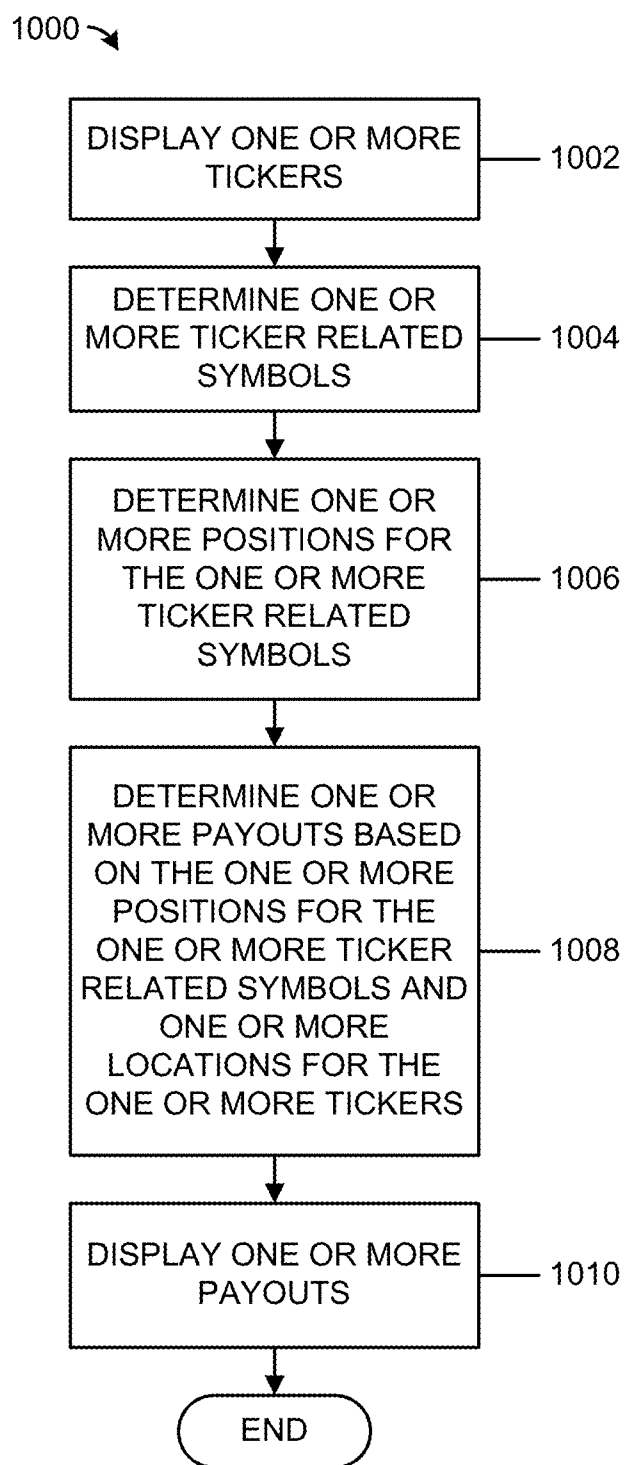 1000
DISPLAY ONE OR MORE
TICKERS
1002
DETERMINE ONE OR
MORE TICKER RELATED
SYMBOLS
1004
DETERMINE ONE OR
MORE POSITIONS FOR
THE ONE OR MORE
TICKER RELATED
SYMBOLS
1006
DETERMINE ONE OR
MORE PAYOUTS BASED
ON THE ONE OR MORE
POSITIONS FOR THE
ONE OR MORE TICKER
RELATED SYMBOLS AND
ONE OR MORE
LOCATIONS FOR THE
ONE OR MORE TICKERS
1008
DISPLAY ONE OR MORE
PAYOUTS
1010
END